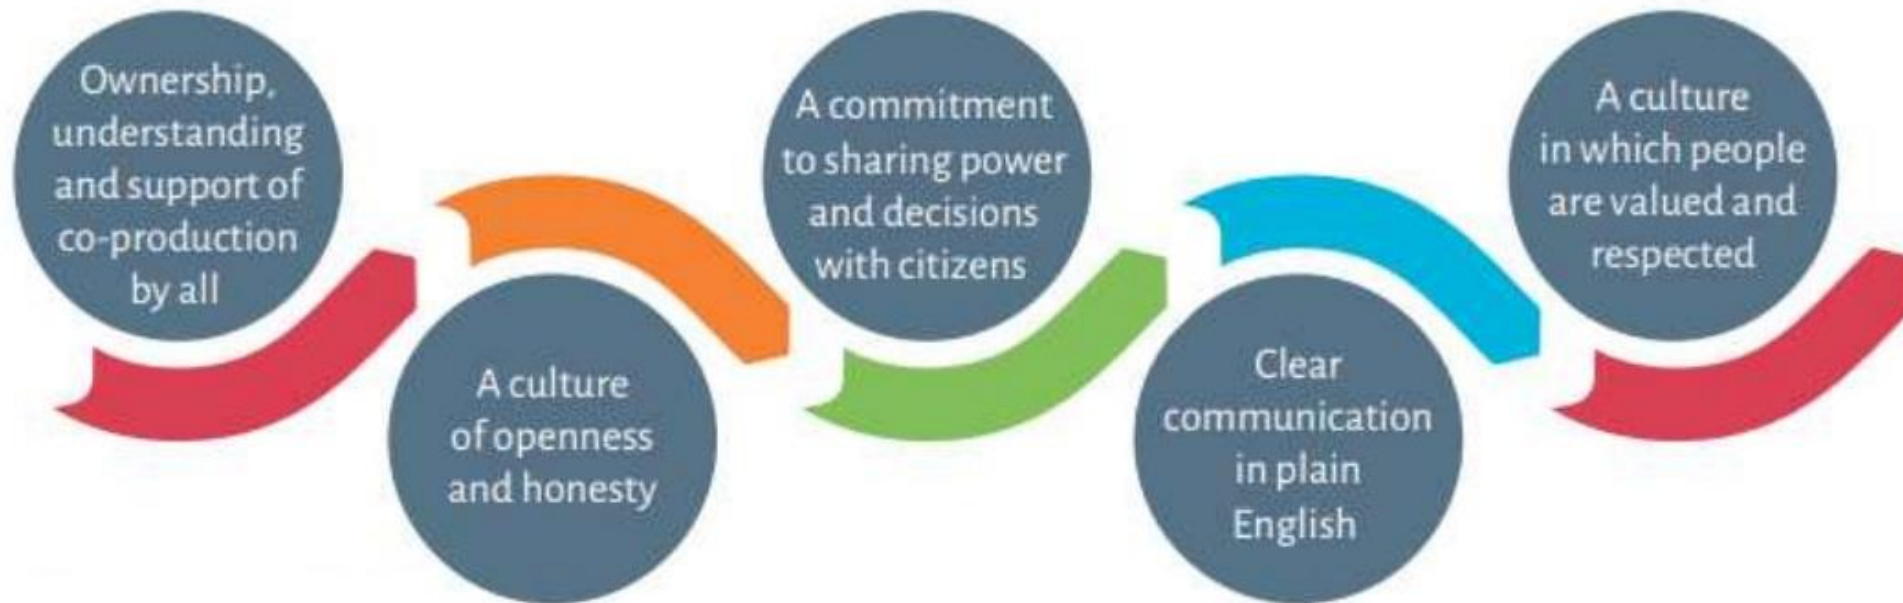 Ownership,
understanding
and support of
co-production
by all
A culture
of openness
and honesty
A commitment
to sharing power
and decisions
with citizens
Clear
communication
in plain
English
A culture
in which people
are valued and
respected